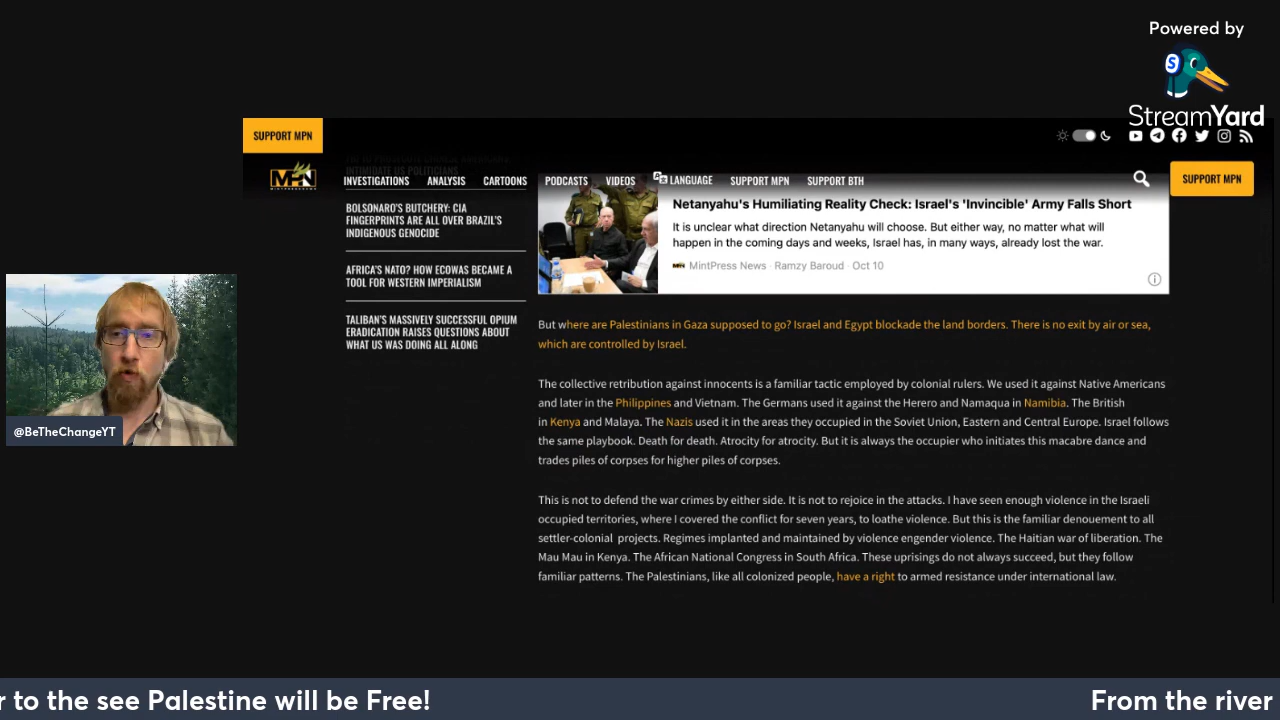 Powered by
StreamYard
SUPPORT MPN
MPN
MINTPRESSNEWS
INVESTIGATIONS ANALYSIS CARTOONS PODCASTS VIDEOS LANGUAGE SUPPORT MPN SUPPORT BTH
SUPPORT MPN
INTIMIDATE US POLITICIANS
BOLSONARO'S BUTCHERY: CIA
FINGERPRINTS ARE ALL OVER BRAZIL'S
INDIGENOUS GENOCIDE
AFRICA'S NATO? HOW ECOWAS BECAME A
TOOL FOR WESTERN IMPERIALISM
TALIBAN'S MASSIVELY SUCCESSFUL OPIUM
ERADICATION RAISES QUESTIONS ABOUT
WHAT US WAS DOING ALL ALONG
Netanyahu's Humiliating Reality Check: Israel's 'Invincible' Army Falls Short
It is unclear what direction Netanyahu will choose. But either way, no matter what will
happen in the coming days and weeks, Israel has, in many ways, already lost the war.
MintPress News · Ramzy Baroud · Oct 10
But where are Palestinians in Gaza supposed to go? Israel and Egypt blockade the land borders. There is no exit by air or sea,
which are controlled by Israel.
The collective retribution against innocents is a familiar tactic employed by colonial rulers. We used it against Native Americans
and later in the Philippines and Vietnam. The Germans used it against the Herero and Namaqua in Namibia. The British
in Kenya and Malaya. The Nazis used it in the areas they occupied in the Soviet Union, Eastern and Central Europe. Israel follows
the same playbook. Death for death. Atrocity for atrocity. But it is always the occupier who initiates this macabre dance and
trades piles of corpses for higher piles of corpses.
This is not to defend the war crimes by either side. It is not to rejoice in the attacks. I have seen enough violence in the Israeli
occupied territories, where I covered the conflict for seven years, to loathe violence. But this is the familiar denouement to all
settler-colonial projects. Regimes implanted and maintained by violence engender violence. The Haitian war of liberation. The
Mau Mau in Kenya. The African National Congress in South Africa. These uprisings do not always succeed, but they follow
familiar patterns. The Palestinians, like all colonized people, have a right to armed resistance under international law.
@BeTheChangeYT
r to the see Palestine will be Free! From the river